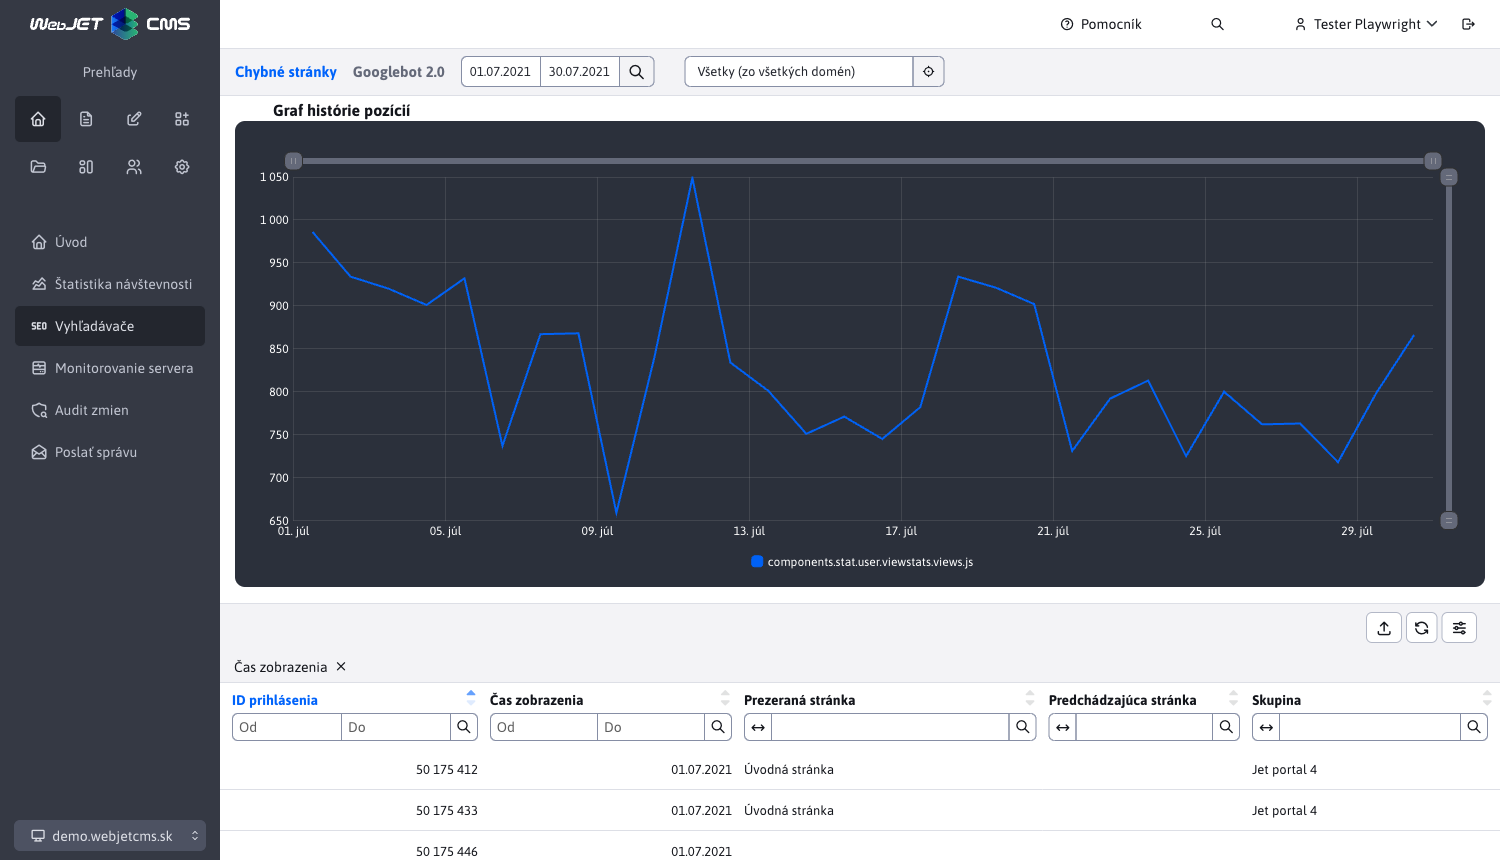 WebJET CMS
Pomocník
Tester Playwright
Prehľady
Chybné stránky
Googlebot 2.0
01.07.2021
30.07.2021
Všetky (zo všetkých domén)
Úvod
Štatistika návštevnosti
SEO Vyhľadávače
Monitorovanie servera
Audit zmien
Poslať správu
demo.webjetcms.sk
Graf histórie pozícií
1 050
1 000
950
900
850
800
750
700
650
01. júl
05. júl
09. júl
13. júl
17. júl
21. júl
25. júl
29. júl
components.stat.user.viewstats.views.js
Čas zobrazenia ×
ID prihlásenia
Čas zobrazenia
Prezeraná stránka
Predchádzajúca stránka
Skupina
Od
Do
Od
Do
50 175 412 01.07.2021 Úvodná stránka Jet portal 4
50 175 433 01.07.2021 Úvodná stránka Jet portal 4
50 175 446 01.07.2021